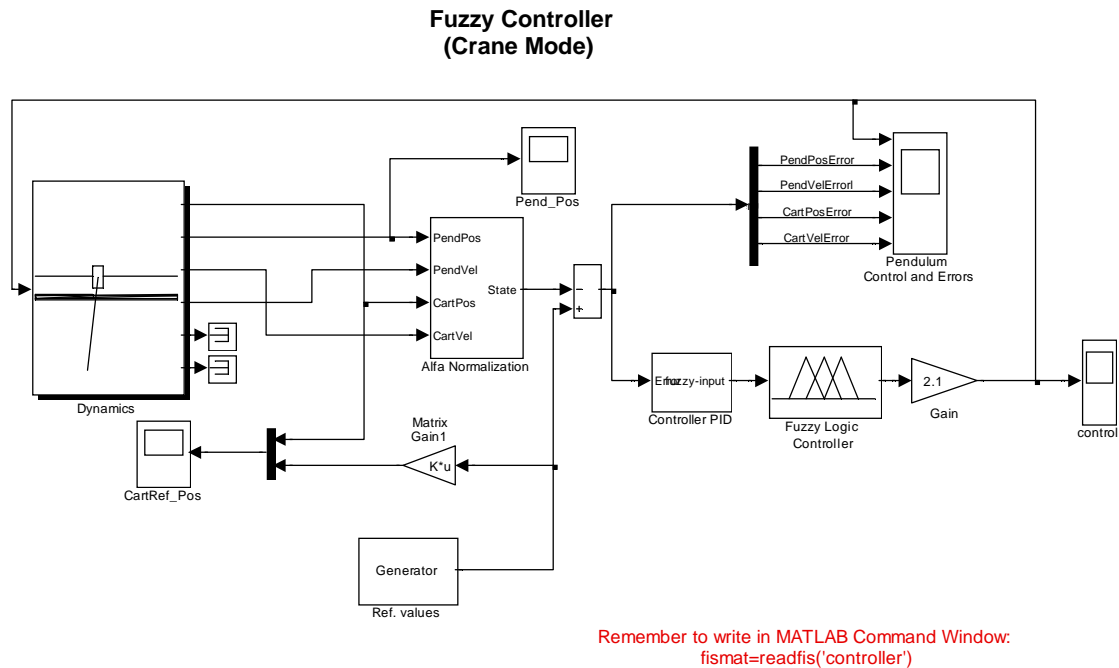 Fuzzy Controller
(Crane Mode)
Pend_Pos
PendPosError
PendVelErrorl
CartPosError
CartVelError
Pendulum
Control and Errors
PendPos
PendVel
CartPos
CartVel
State
Alfa Normalization
−
+
Dynamics
fuzzy-input
Controller PID
Fuzzy Logic
Controller
2.1
Gain
control
Matrix
Gain1
K*u
CartRef_Pos
Generator
Ref. values
Remember to write in MATLAB Command Window:
fismat=readfis('controller')